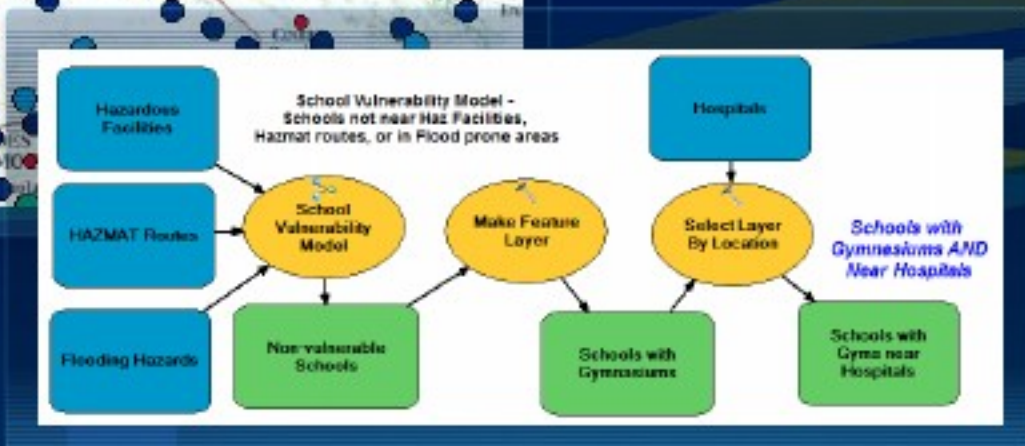 Hazardoss
Facilities
School Vulnerability Model -
Schools not near Haz Facilities,
Hazmat routes, or in Flood prone areas
Hospitals
HAZMAT Routes
School
Vulnerability
Model
Make Feature
Layer
Select Layer
By Location
Schools with
Gymnesiums AND
Near Hospitals
Flooding Hazards
Non-vulnerable
Schools
Schools with
Gymnasiums
Schools with
Gyms near
Hospitals